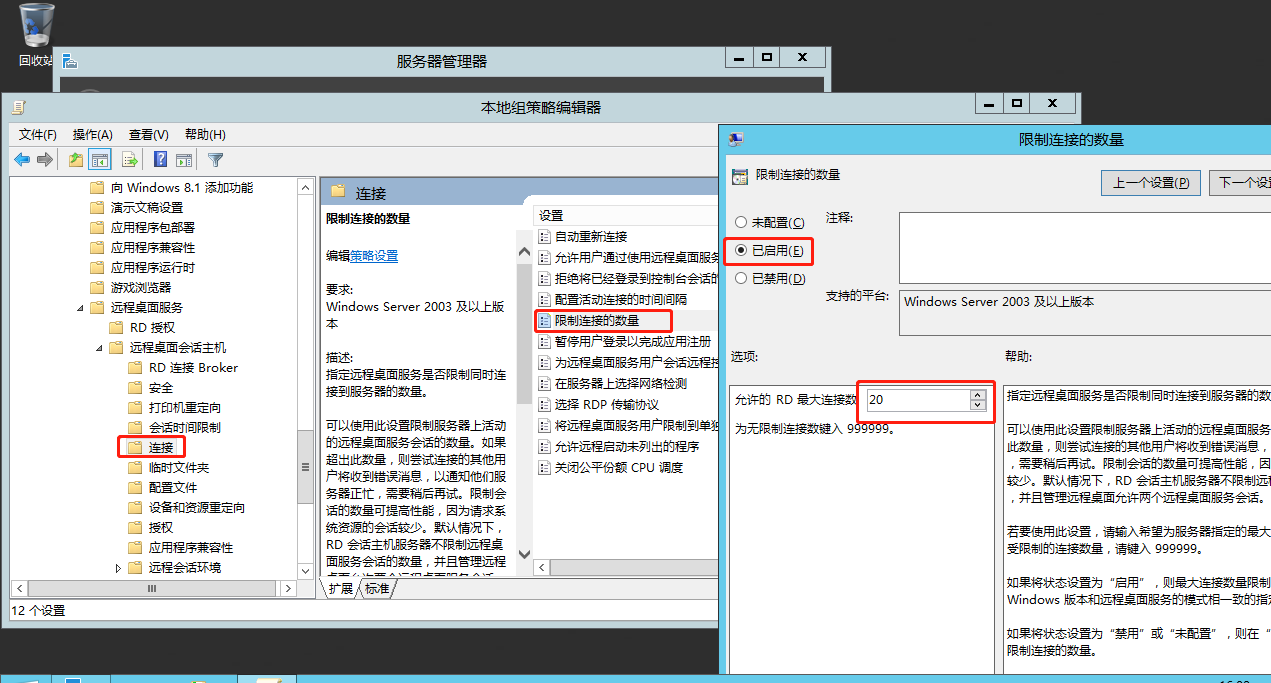 回收站
服务器管理器
本地组策略编辑器
文件(F) 操作(A) 查看(V) 帮助(H)
向 Windows 8.1 添加功能
演示文稿设置
应用程序包部署
应用程序兼容性
应用程序运行时
游戏浏览器
远程桌面服务
RD 授权
远程桌面会话主机
RD 连接 Broker
安全
打印机重定向
会话时间限制
连接
临时文件夹
配置文件
设备和资源重定向
授权
应用程序兼容性
远程会话环境
12 个设置
连接
限制连接的数量
编辑策略设置
要求:
Windows Server 2003 及以上版
本
描述:
指定远程桌面服务是否限制同时连
接到服务器的数量。
可以使用此设置限制服务器上活动
的远程桌面服务会话的数量。如果
超出此数量，则尝试连接的其他用
户将收到错误消息，以通知他们服
务器正忙，需要稍后再试。限制会
话的数量可提高性能，因为请求系
统资源的会话较少。默认情况下，
RD 会话主机服务器不限制远程桌
面服务会话的数量，并且管理远程
扩展 标准
设置
自动重新连接
允许用户通过使用远程桌面服务
拒绝将已经登录到控制台会话的
配置活动连接的时间间隔
限制连接的数量
暂停用户登录以完成应用注册
为远程桌面服务用户会话远程控
在服务器上选择网络检测
选择 RDP 传输协议
将远程桌面服务用户限制到单独
允许远程启动未列出的程序
关闭公平份额 CPU 调度
限制连接的数量
限制连接的数量
上一个设置(P) 下一个设
未配置(C) 注释:
已启用(E)
已禁用(D)
支持的平台: Windows Server 2003 及以上版本
选项: 帮助:
允许的 RD 最大连接数 20
为无限制连接数键入 999999。
指定远程桌面服务是否限制同时连接到服务器的数
可以使用此设置限制服务器上活动的远程桌面服务
此数量，则尝试连接的其他用户将收到错误消息，
，需要稍后再试。限制会话的数量可提高性能，因
较少。默认情况下，RD 会话主机服务器不限制远程
，并且管理远程桌面允许两个远程桌面服务会话。
若要使用此设置，请输入希望为服务器指定的最大
受限制的连接数量，请键入 999999。
如果将状态设置为“启用”，则最大连接数量限制
Windows 版本和远程桌面服务的模式相一致的指定
如果将状态设置为“禁用”或“未配置”，则在“
限制连接的数量。